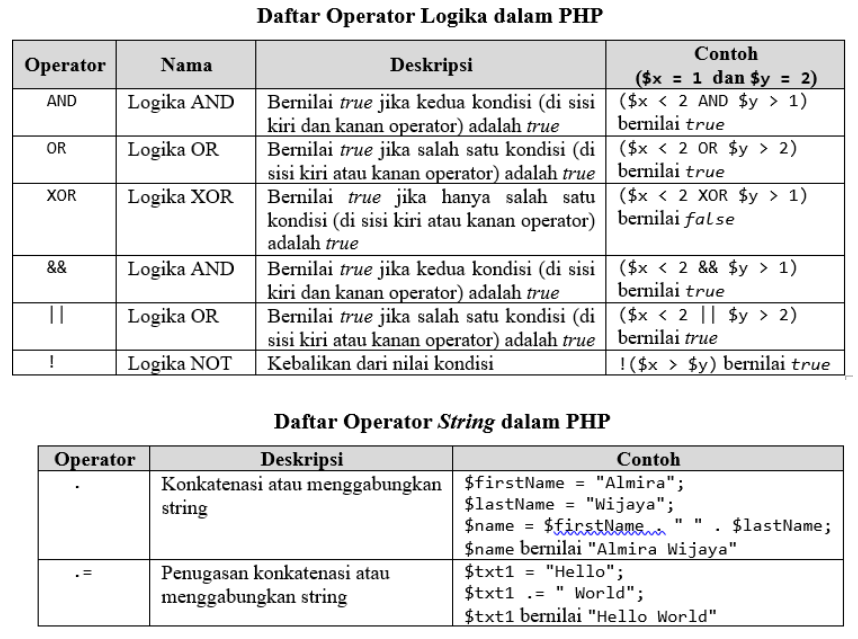 Daftar Operator Logika dalam PHP
Operator Nama Deskripsi Contoh
($x = 1 dan $y = 2)
AND Logika AND Bernilai true jika kedua kondisi (di sisi ($x < 2 AND $y > 1)
kiri dan kanan operator) adalah true bernilai true
OR Logika OR Bernilai true jika salah satu kondisi (di ($x < 2 OR $y > 2)
sisi kiri atau kanan operator) adalah true bernilai true
XOR Logika XOR Bernilai true jika hanya salah satu ($x < 2 XOR $y > 1)
kondisi (di sisi kiri atau kanan operator) bernilai false
adalah true
&& Logika AND Bernilai true jika kedua kondisi (di sisi ($x < 2 && $y > 1)
kiri dan kanan operator) adalah true bernilai true
|| Logika OR Bernilai true jika salah satu kondisi (di ($x < 2 || $y > 2)
sisi kiri atau kanan operator) adalah true bernilai true
! Logika NOT Kebalikan dari nilai kondisi !($x > $y) bernilai true
Daftar Operator String dalam PHP
Operator Deskripsi Contoh
. Konkatenasi atau menggabungkan $firstName = "Almira";
string $lastName = "Wijaya";
$name = $firstName . " " . $lastName;
$name bernilai "Almira Wijaya"
.= Penugasan konkatenasi atau $txt1 = "Hello";
menggabungkan string $txt1 .= " World";
$txt1 bernilai "Hello World"